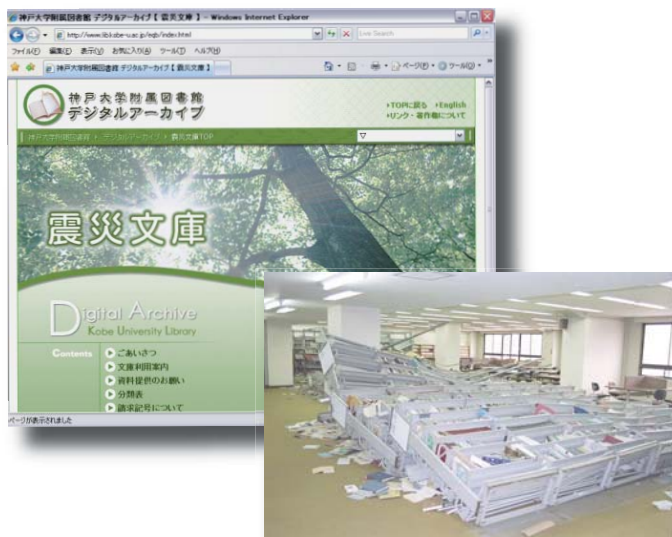 神戸大学附属図書館 デジタルアーカイブ【 震災文庫 】 - Windows Internet Explorer
http://www.lib.kobe-u.ac.jp/eqb/index.html
Live Search
ファイル(F) 編集(E) 表示(V) お気に入り(A) ツール(T) ヘルプ(H)
神戸大学附属図書館 デジタルアーカイブ【 震災文庫 】
ページ(P) ツール(O)
神戸大学附属図書館
デジタルアーカイブ
TOPに戻る English
リンク・著作権について
神戸大学附属図書館 デジタルアーカイブ 震災文庫TOP
震災文庫
Digital Archive
Kobe University Library
Contents
ごあいさつ
文庫利用案内
資料提供のお願い
分類表
請求記号について
ページが表示されました